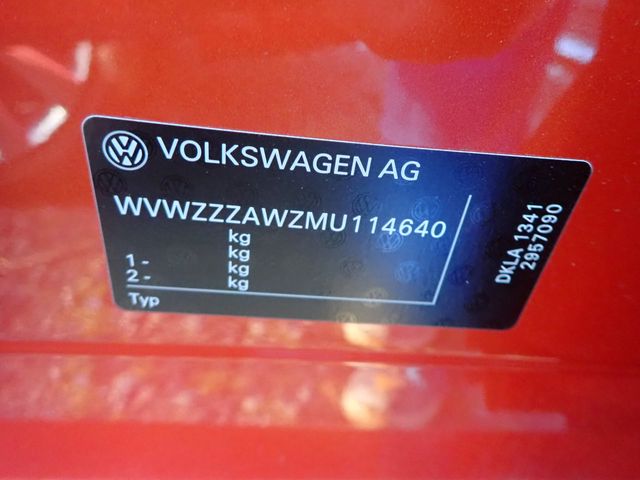 VOLKSWAGEN AG
WVWZZZAWZMU114640
kg
kg
1- kg
2- kg
Typ
DKLA 1341
2957090